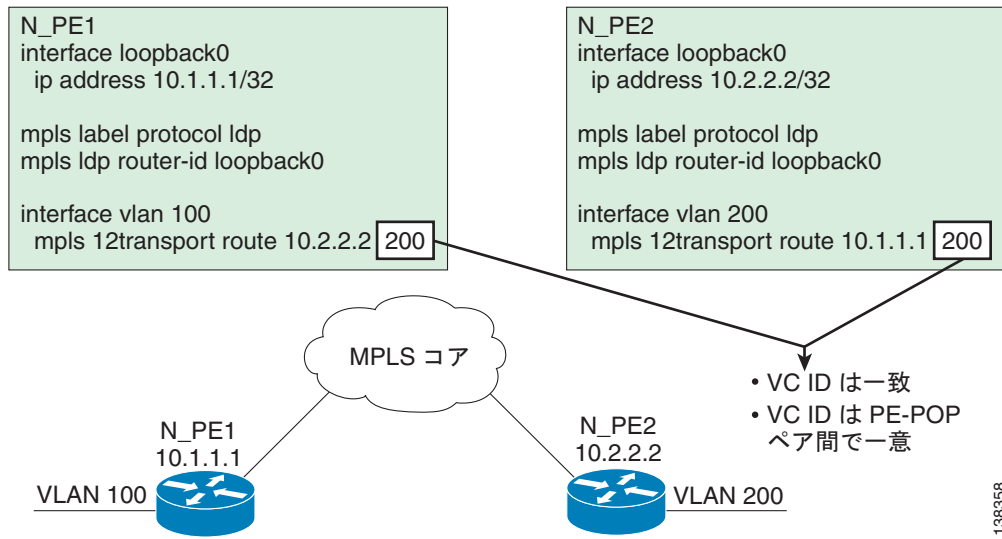 N_PE1
interface loopback0
ip address 10.1.1.1/32
mpls label protocol ldp
mpls ldp router-id loopback0
interface vlan 100
mpls 12transport route 10.2.2.2 200
N_PE2
interface loopback0
ip address 10.2.2.2/32
mpls label protocol ldp
mpls ldp router-id loopback0
interface vlan 200
mpls 12transport route 10.1.1.1 200
MPLS コア
• VC ID は一致
• VC ID は PE-POP
ペア間で一意
N_PE1
10.1.1.1
VLAN 100
N_PE2
10.2.2.2
VLAN 200
138358